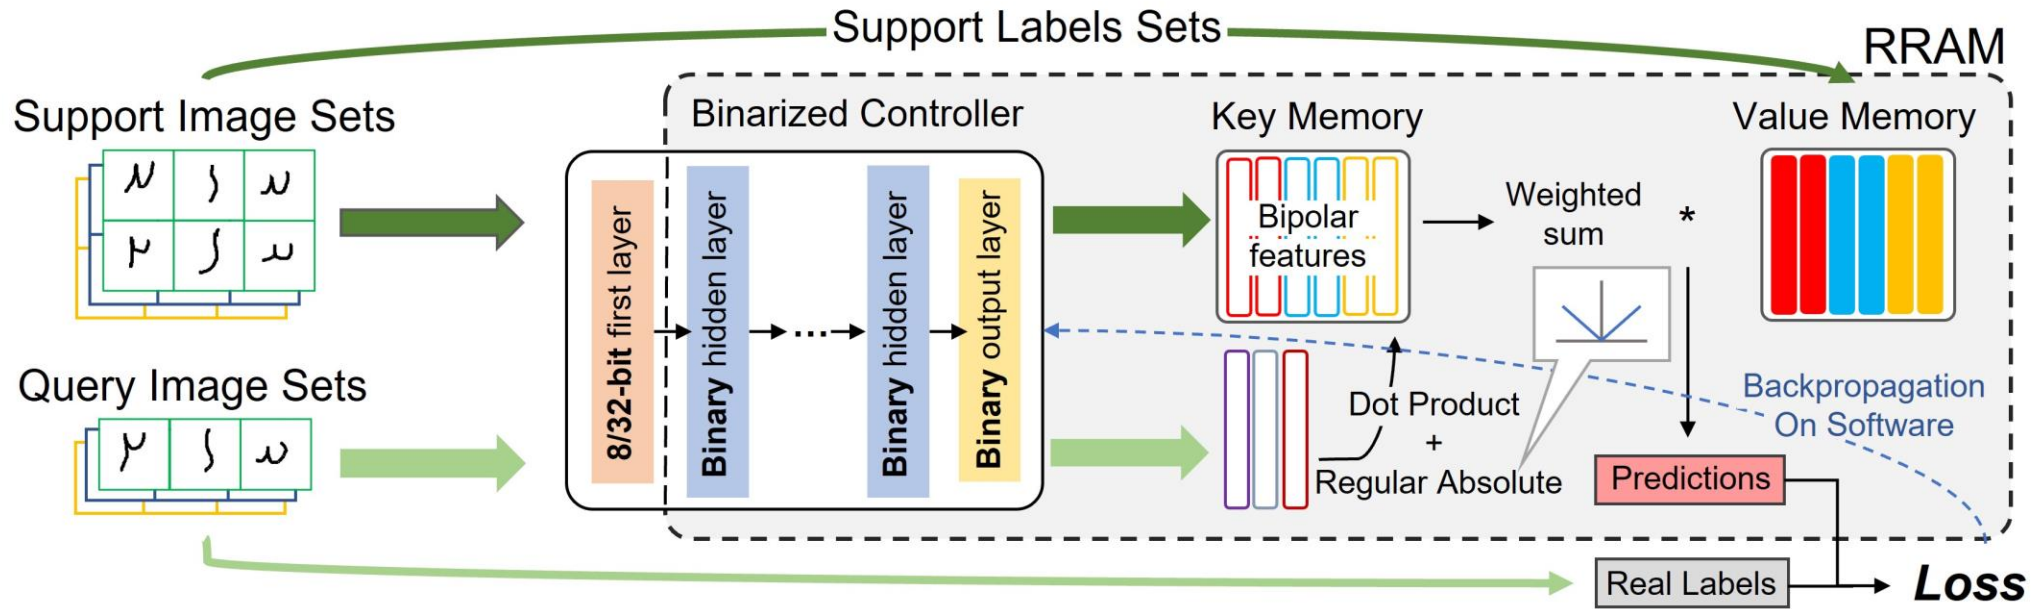 Support Labels Sets
RRAM
Support Image Sets
Binarized Controller
Key Memory
Value Memory
8/32-bit first layer
Binary hidden layer
...
Binary hidden layer
Binary output layer
Bipolar
features
Weighted
sum
*
Query Image Sets
Dot Product
+
Regular Absolute
Backpropagation
On Software
Predictions
Real Labels
Loss